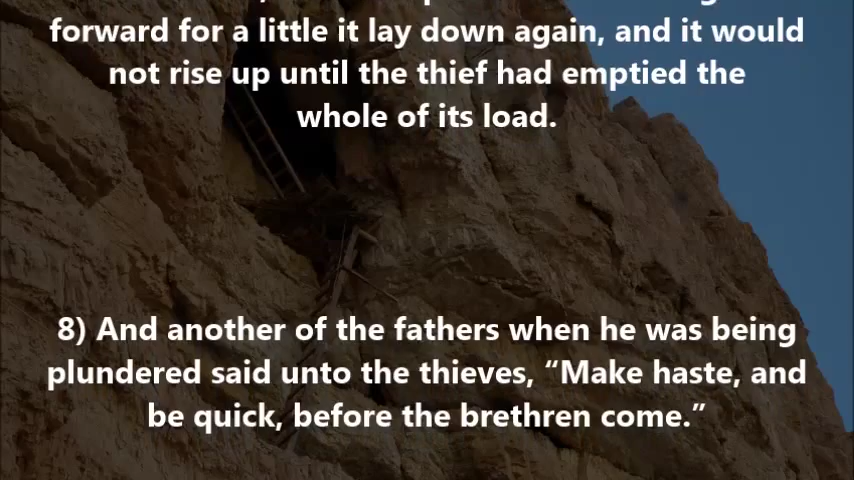 forward for a little it lay down again, and it would
not rise up until the thief had emptied the
whole of its load.
8) And another of the fathers when he was being
plundered said unto the thieves, “Make haste, and
be quick, before the brethren come.”